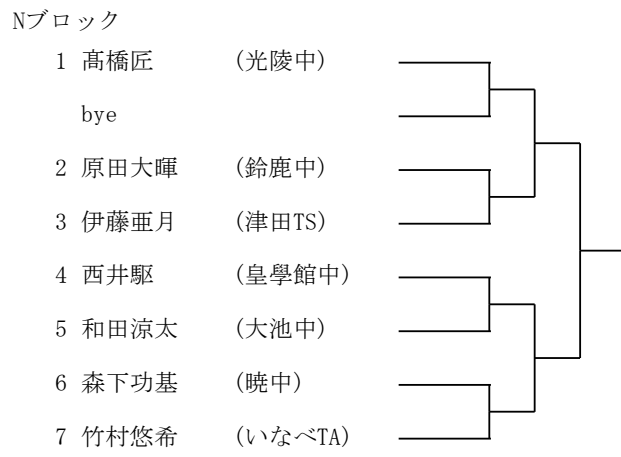 Nブロック
1 髙橋匠 (光陵中)
bye
2 原田大暉 (鈴鹿中)
3 伊藤亜月 (津田TS)
4 西井駆 (皇學館中)
5 和田涼太 (大池中)
6 森下功基 (暁中)
7 竹村悠希 (いなべTA)